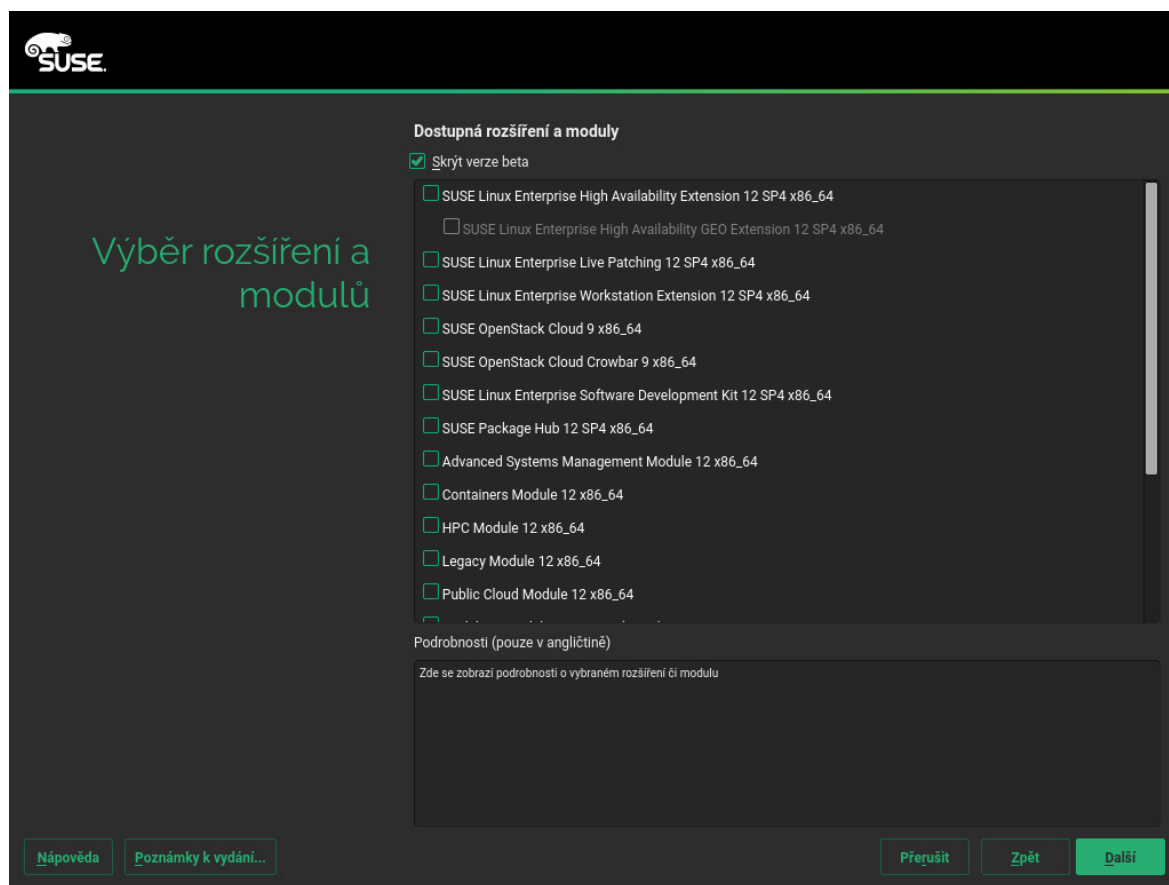 SUSE.
Výběr rozšíření a
modulů
Dostupná rozšíření a moduly
Skrýt verze beta
SUSE Linux Enterprise High Availability Extension 12 SP4 x86_64
SUSE Linux Enterprise High Availability GEO Extension 12 SP4 x86_64
SUSE Linux Enterprise Live Patching 12 SP4 x86_64
SUSE Linux Enterprise Workstation Extension 12 SP4 x86_64
SUSE OpenStack Cloud 9 x86_64
SUSE OpenStack Cloud Crowbar 9 x86_64
SUSE Linux Enterprise Software Development Kit 12 SP4 x86_64
SUSE Package Hub 12 SP4 x86_64
Advanced Systems Management Module 12 x86_64
Containers Module 12 x86_64
HPC Module 12 x86_64
Legacy Module 12 x86_64
Public Cloud Module 12 x86_64
Podrobnosti (pouze v angličtině)
Zde se zobrazí podrobnosti o vybraném rozšíření či modulu
Nápověda
Poznámky k vydání...
Přerušit
Zpět
Další